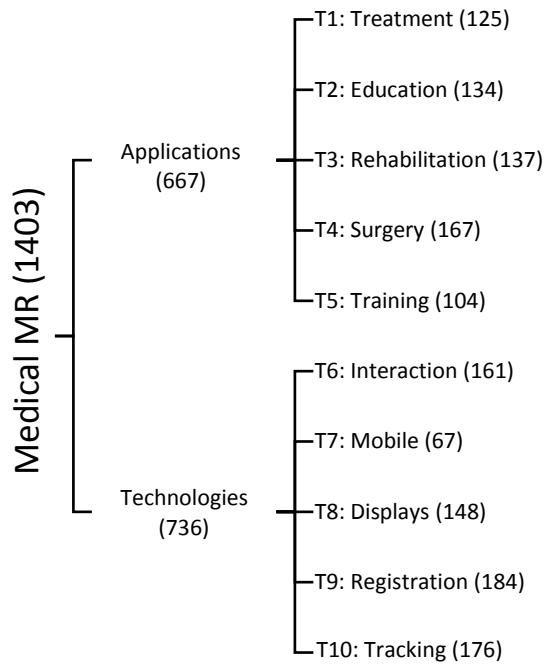 Medical MR (1403)
Applications
(667)
T1: Treatment (125)
T2: Education (134)
T3: Rehabilitation (137)
T4: Surgery (167)
T5: Training (104)
Technologies
(736)
T6: Interaction (161)
T7: Mobile (67)
T8: Displays (148)
T9: Registration (184)
T10: Tracking (176)